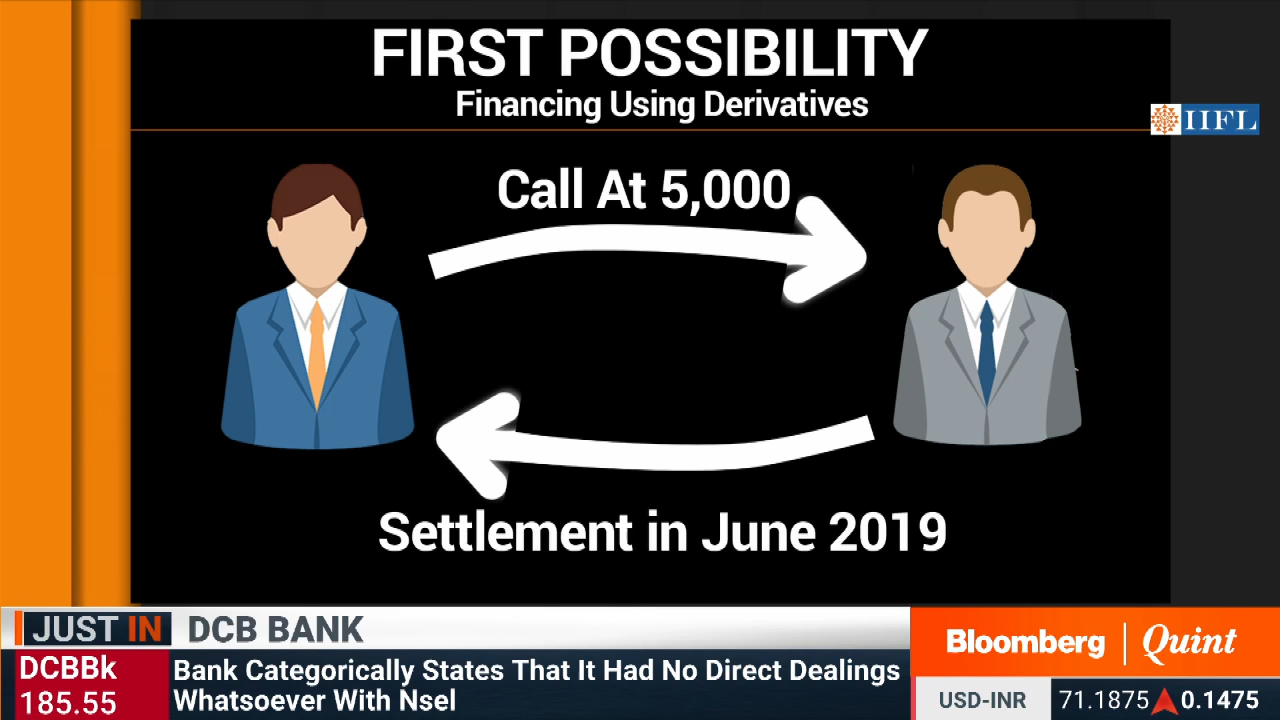 FIRST POSSIBILITY
Financing Using Derivatives
IIFL
Call At 5,000
Settlement in June 2019
JUST IN DCB BANK
DCBBk
185.55
Bank Categorically States That It Had No Direct Dealings
Whatsoever With Nsel
Bloomberg | Quint
USD-INR 71.1875 0.1475